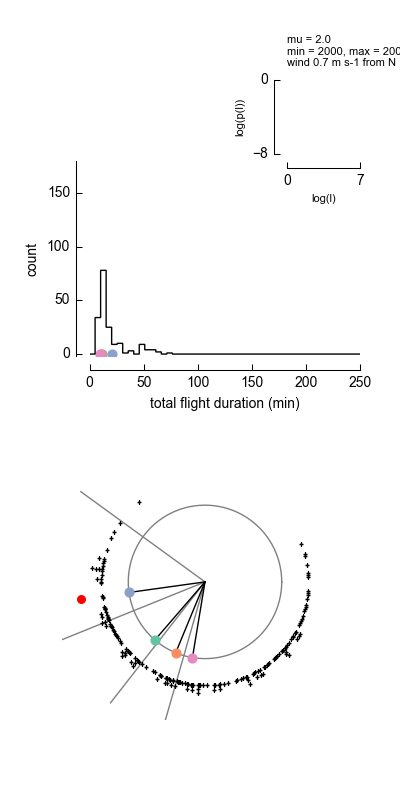 mu = 2.0
min = 2000, max = 200
wind 0.7 m s-1 from N
0
log(p(l))
−8
0 7
log(l)
150
100
50
0
count
0 50 100 150 200 250
total flight duration (min)